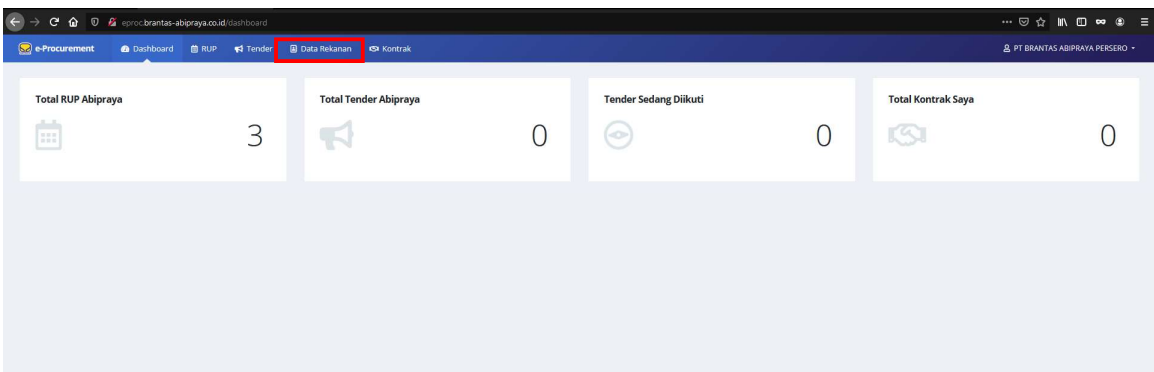 eproc.brantas-abipraya.co.id/dashboard
e-Procurement Dashboard RUP Tender Data Rekanan Kontrak PT BRANTAS ABIPRAYA PERSERO
Total RUP Abipraya Total Tender Abipraya Tender Sedang Diikuti Total Kontrak Saya
3 0 0 0